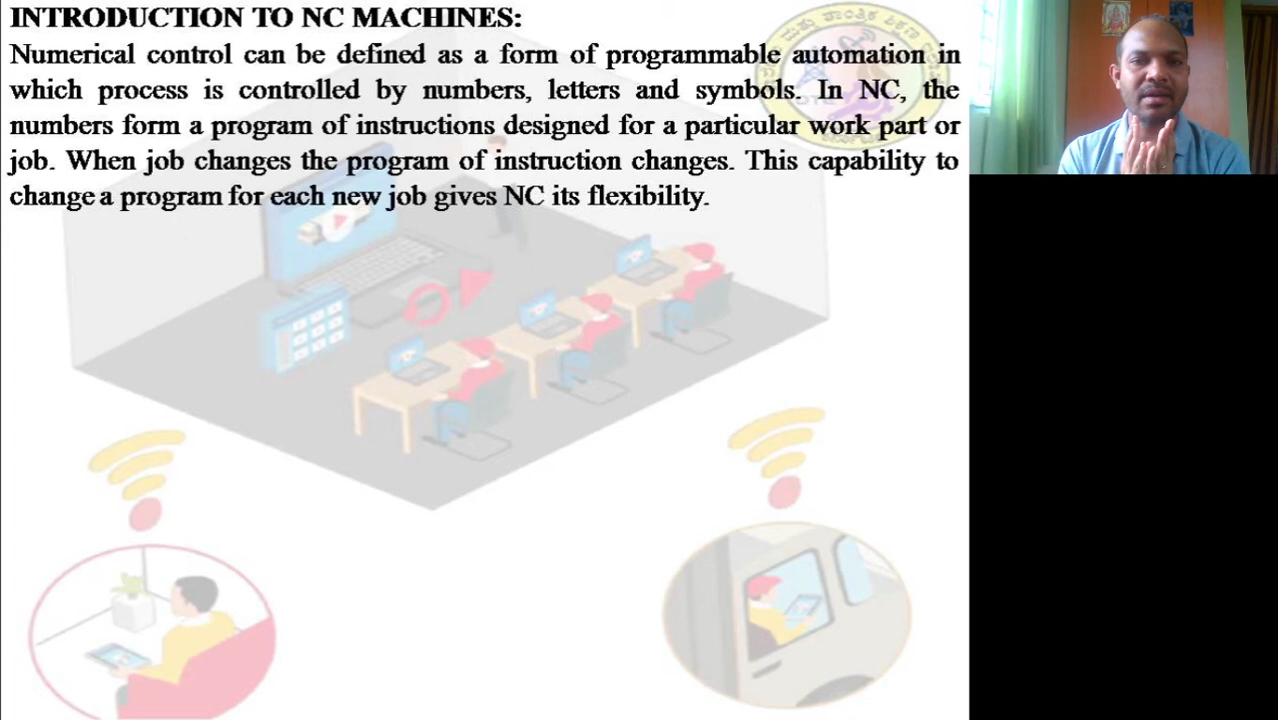 INTRODUCTION TO NC MACHINES:
Numerical control can be defined as a form of programmable automation in
which process is controlled by numbers, letters and symbols. In NC, the
numbers form a program of instructions designed for a particular work part or
job. When job changes the program of instruction changes. This capability to
change a program for each new job gives NC its flexibility.